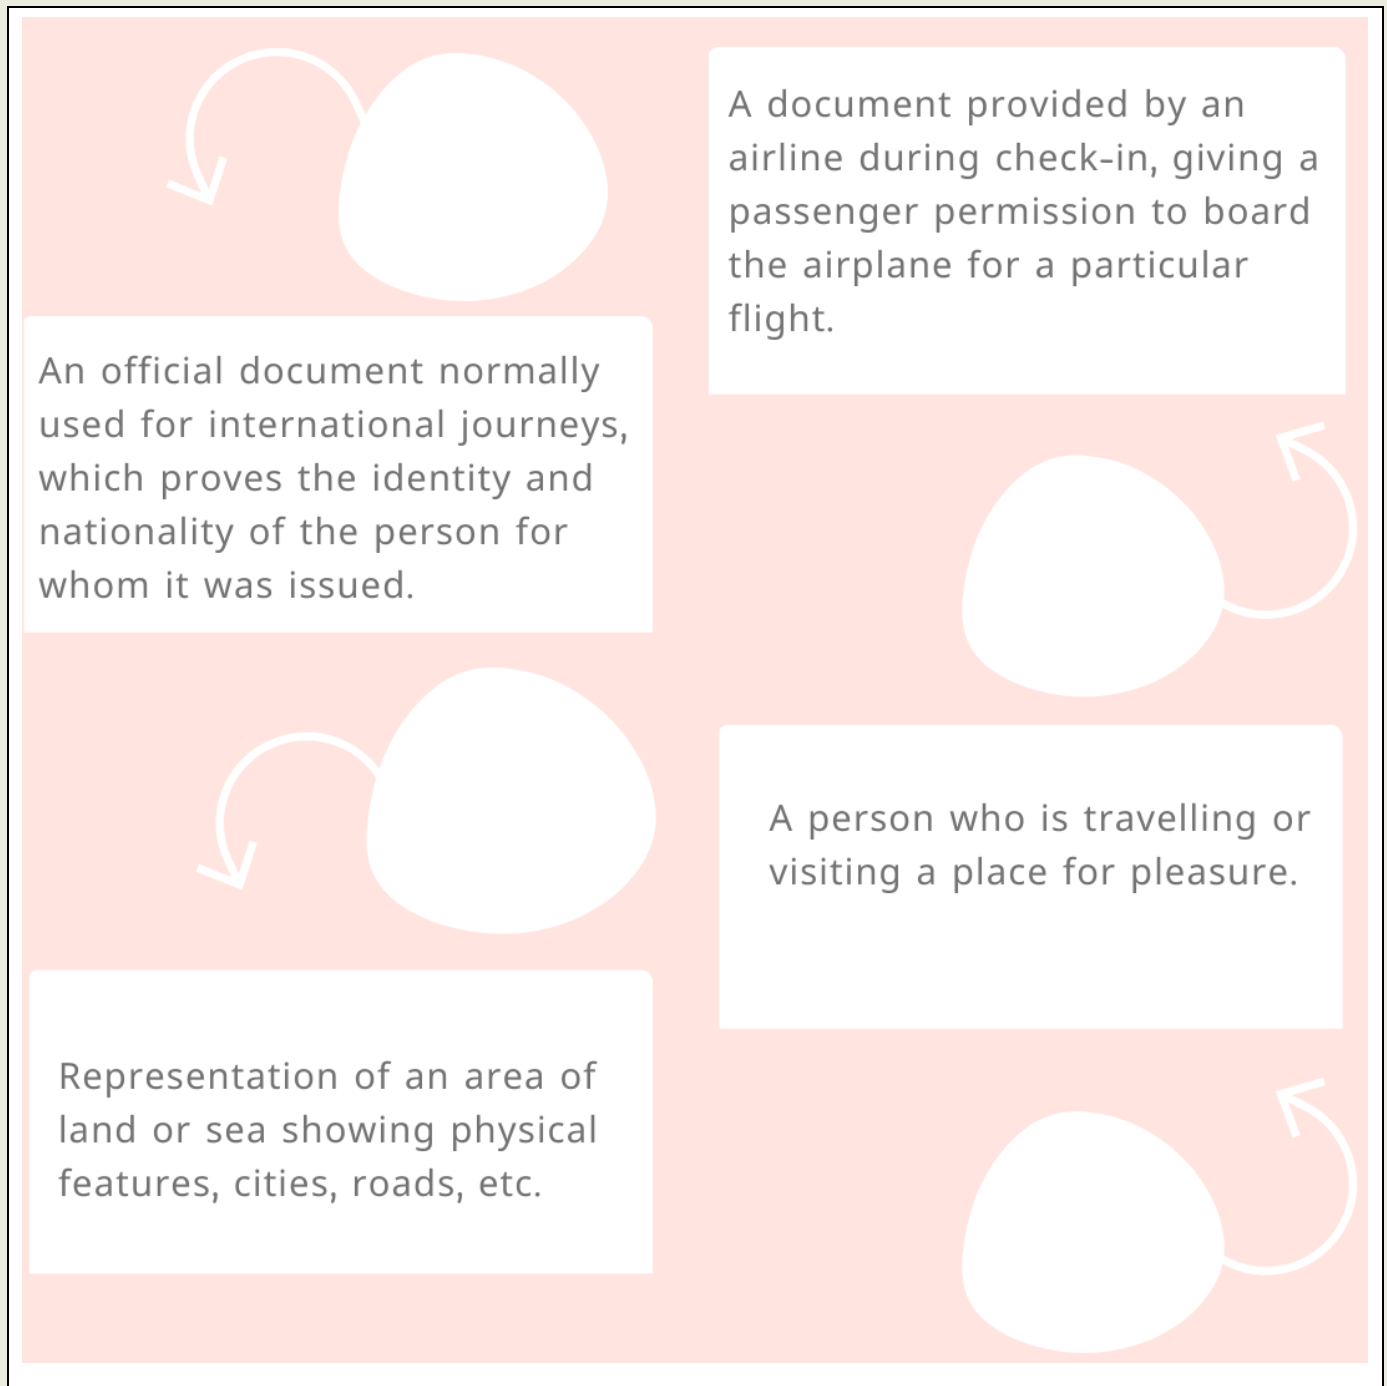 A document provided by an
airline during check-in, giving a
passenger permission to board
the airplane for a particular
flight.
An official document normally
used for international journeys,
which proves the identity and
nationality of the person for
whom it was issued.
A person who is travelling or
visiting a place for pleasure.
Representation of an area of
land or sea showing physical
features, cities, roads, etc.